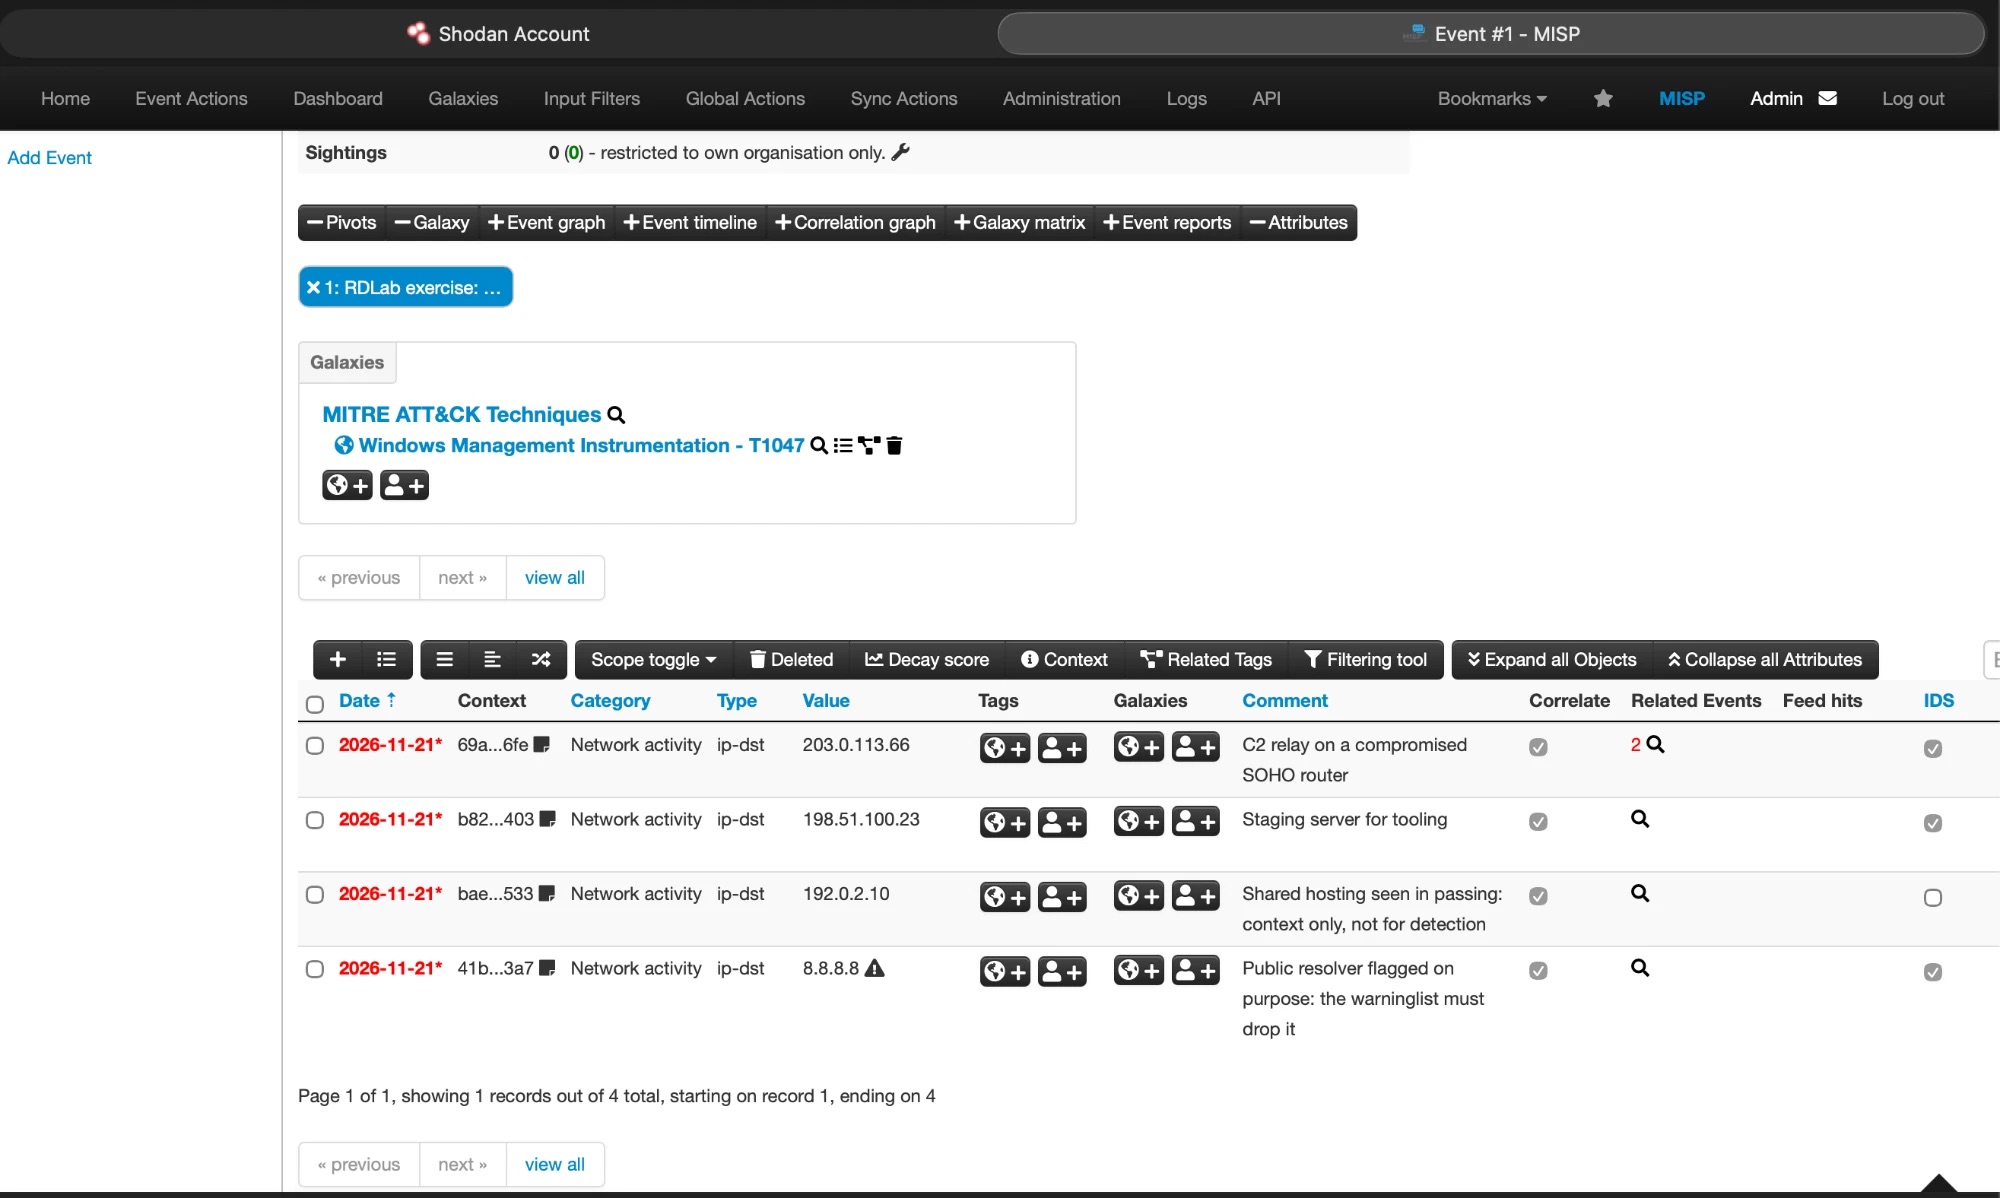 Shodan Account
Event #1 - MISP
Home Event Actions Dashboard Galaxies Input Filters Global Actions Sync Actions Administration Logs API Bookmarks MISP Admin Log out
Add Event
Sightings 0 (0) - restricted to own organisation only.
Pivots Galaxy Event graph Event timeline Correlation graph Galaxy matrix Event reports Attributes
1: RDLab exercise: ...
Galaxies
MITRE ATT&CK Techniques
Windows Management Instrumentation - T1047
« previous next » view all
Scope toggle Deleted Decay score Context Related Tags Filtering tool Expand all Objects Collapse all Attributes
Date ↑ Context Category Type Value Tags Galaxies Comment Correlate Related Events Feed hits IDS
2026-11-21* 69a...6fe Network activity ip-dst 203.0.113.66 C2 relay on a compromised 2
SOHO router
2026-11-21* b82...403 Network activity ip-dst 198.51.100.23 Staging server for tooling
2026-11-21* bae...533 Network activity ip-dst 192.0.2.10 Shared hosting seen in passing:
context only, not for detection
2026-11-21* 41b...3a7 Network activity ip-dst 8.8.8.8 Public resolver flagged on
purpose: the warninglist must
drop it
Page 1 of 1, showing 1 records out of 4 total, starting on record 1, ending on 4
« previous next » view all